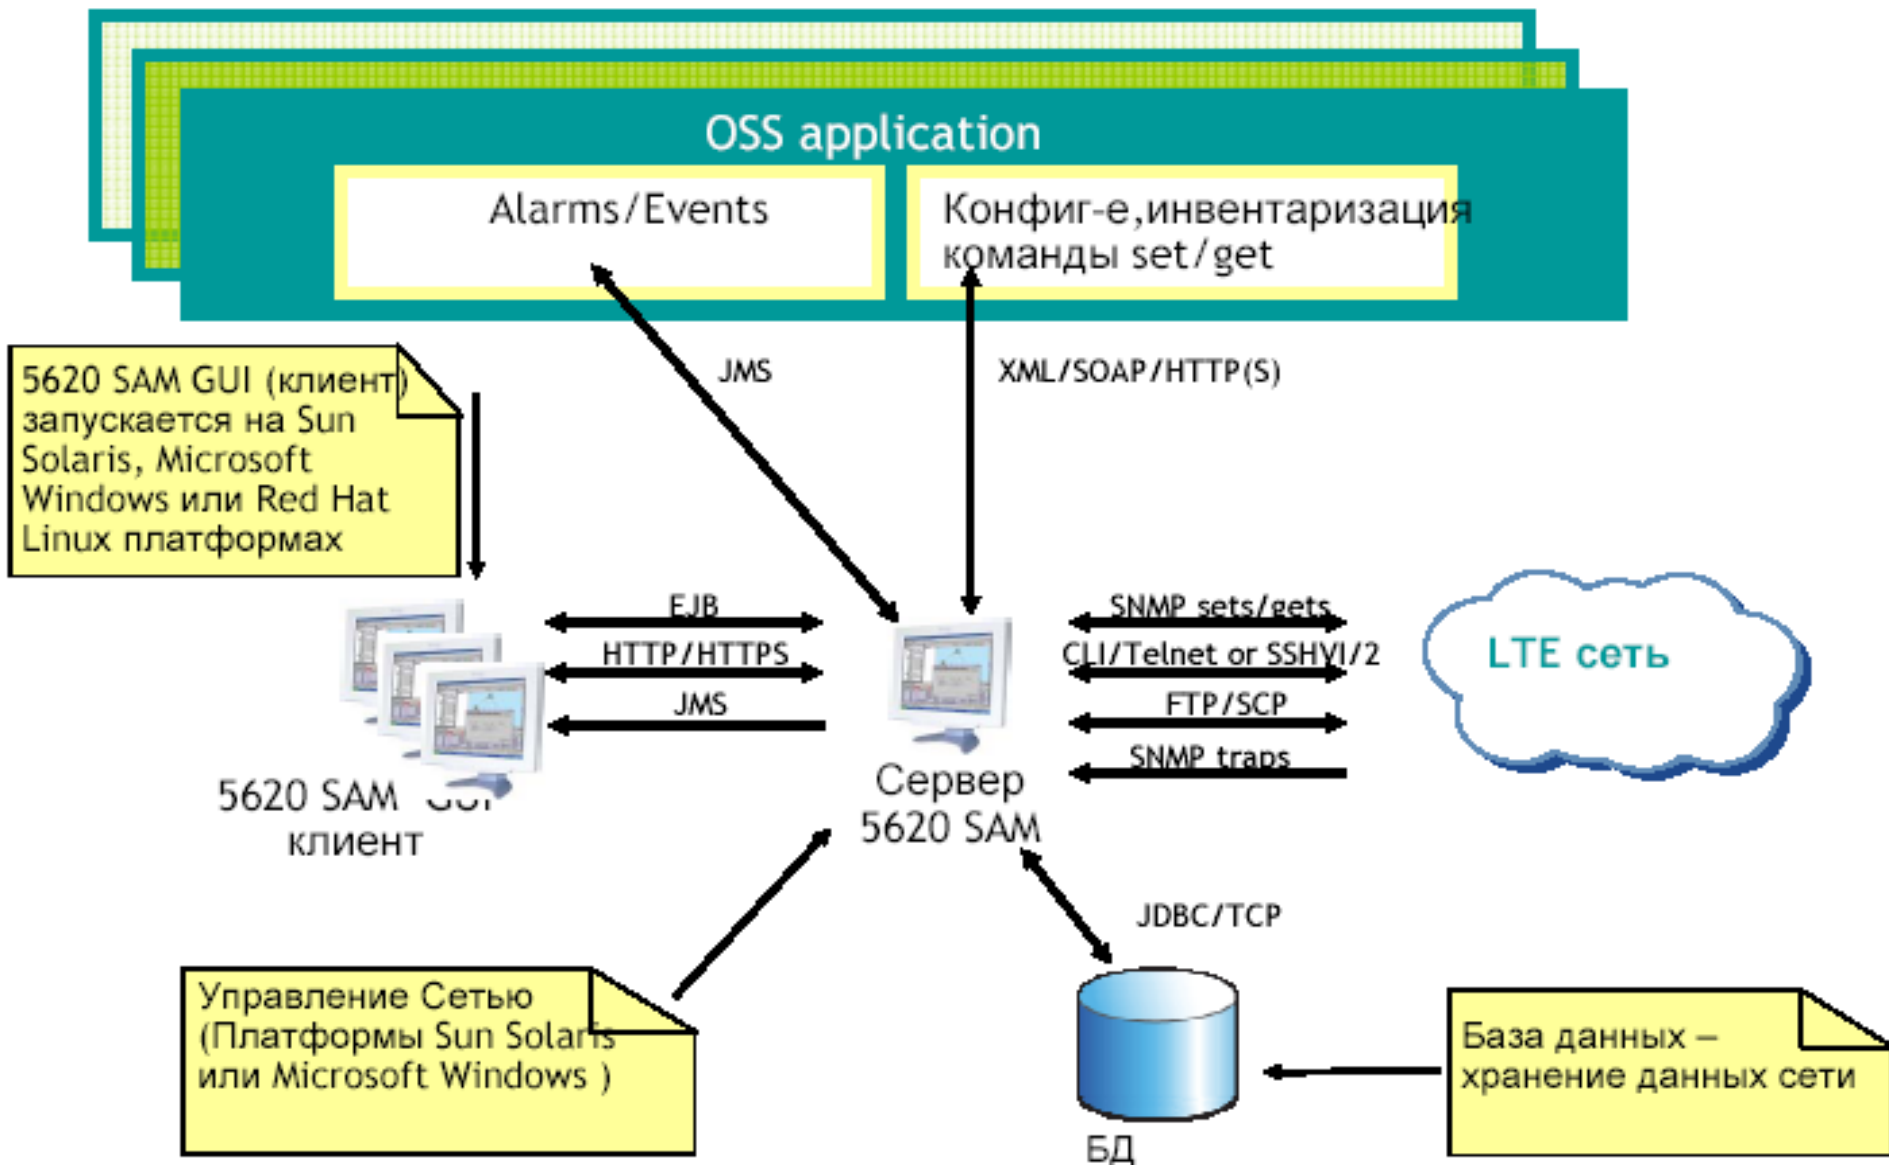 OSS application
Alarms/Events
Конфиг-е,инвентаризация
команды set/get
JMS
XML/SOAP/HTTP(S)
5620 SAM GUI (клиент)
запускается на Sun
Solaris, Microsoft
Windows или Red Hat
Linux платформах
EJB
HTTP/HTTPS
JMS
SNMP sets/gets
CLI/Telnet or SSHV1/2
FTP/SCP
SNMP traps
LTE сеть
5620 SAM GUI
клиент
Сервер
5620 SAM
JDBC/TCP
Управление Сетью
(Платформы Sun Solaris
или Microsoft Windows )
База данных –
хранение данных сети
БД